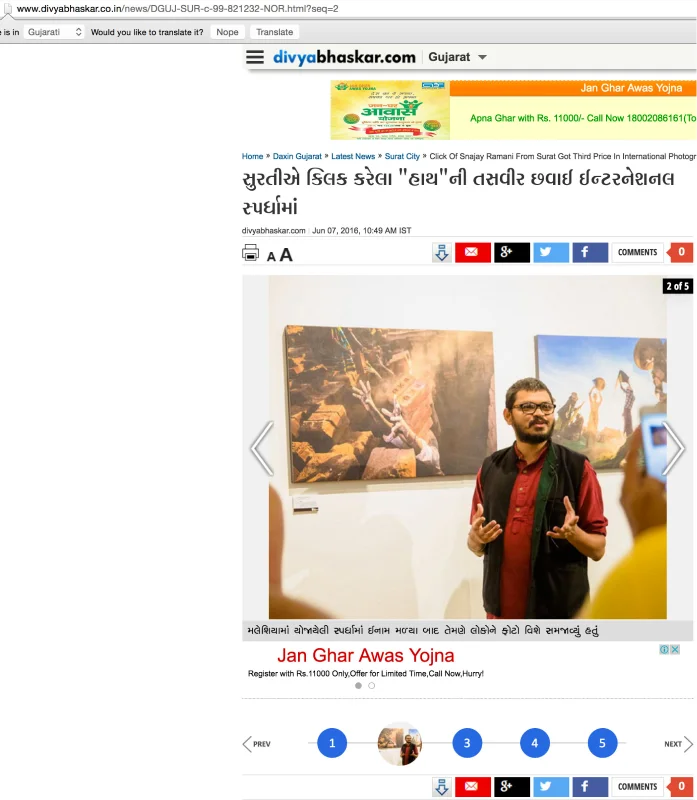 www.divyabhaskar.co.in/news/DGUJ-SUR-c-99-821232-NOR.html?seq=2
e is in Gujarati Would you like to translate it? Nope Translate
divyabhaskar.com Gujarat
आवास
योजना
Jan Ghar Awas Yojna
Apna Ghar with Rs. 11000/- Call Now 18002086161(To
Home » Daxin Gujarat » Latest News » Surat City » Click Of Snajay Ramani From Surat Got Third Price In International Photogr
સુરતીએ ક્લિક કરેલા "હાથ"ની તસવીર છવાઈ ઈન્ટરનેશનલ
સ્પર્ધામાં
divyabhaskar.com | Jun 07, 2016, 10:49 AM IST
A A
g+ f COMMENTS 0
2 of 5
મલેશિયામાં યોજાયેલી સ્પર્ધામાં ઈનામ મળ્યા બાદ તેમણે લોકોને ફોટો વિશે સમજાવ્યું હતું
Jan Ghar Awas Yojna
Register with Rs.11000 Only,Offer for Limited Time,Call Now,Hurry!
PREV 1 3 4 5 NEXT
g+ f COMMENTS 0